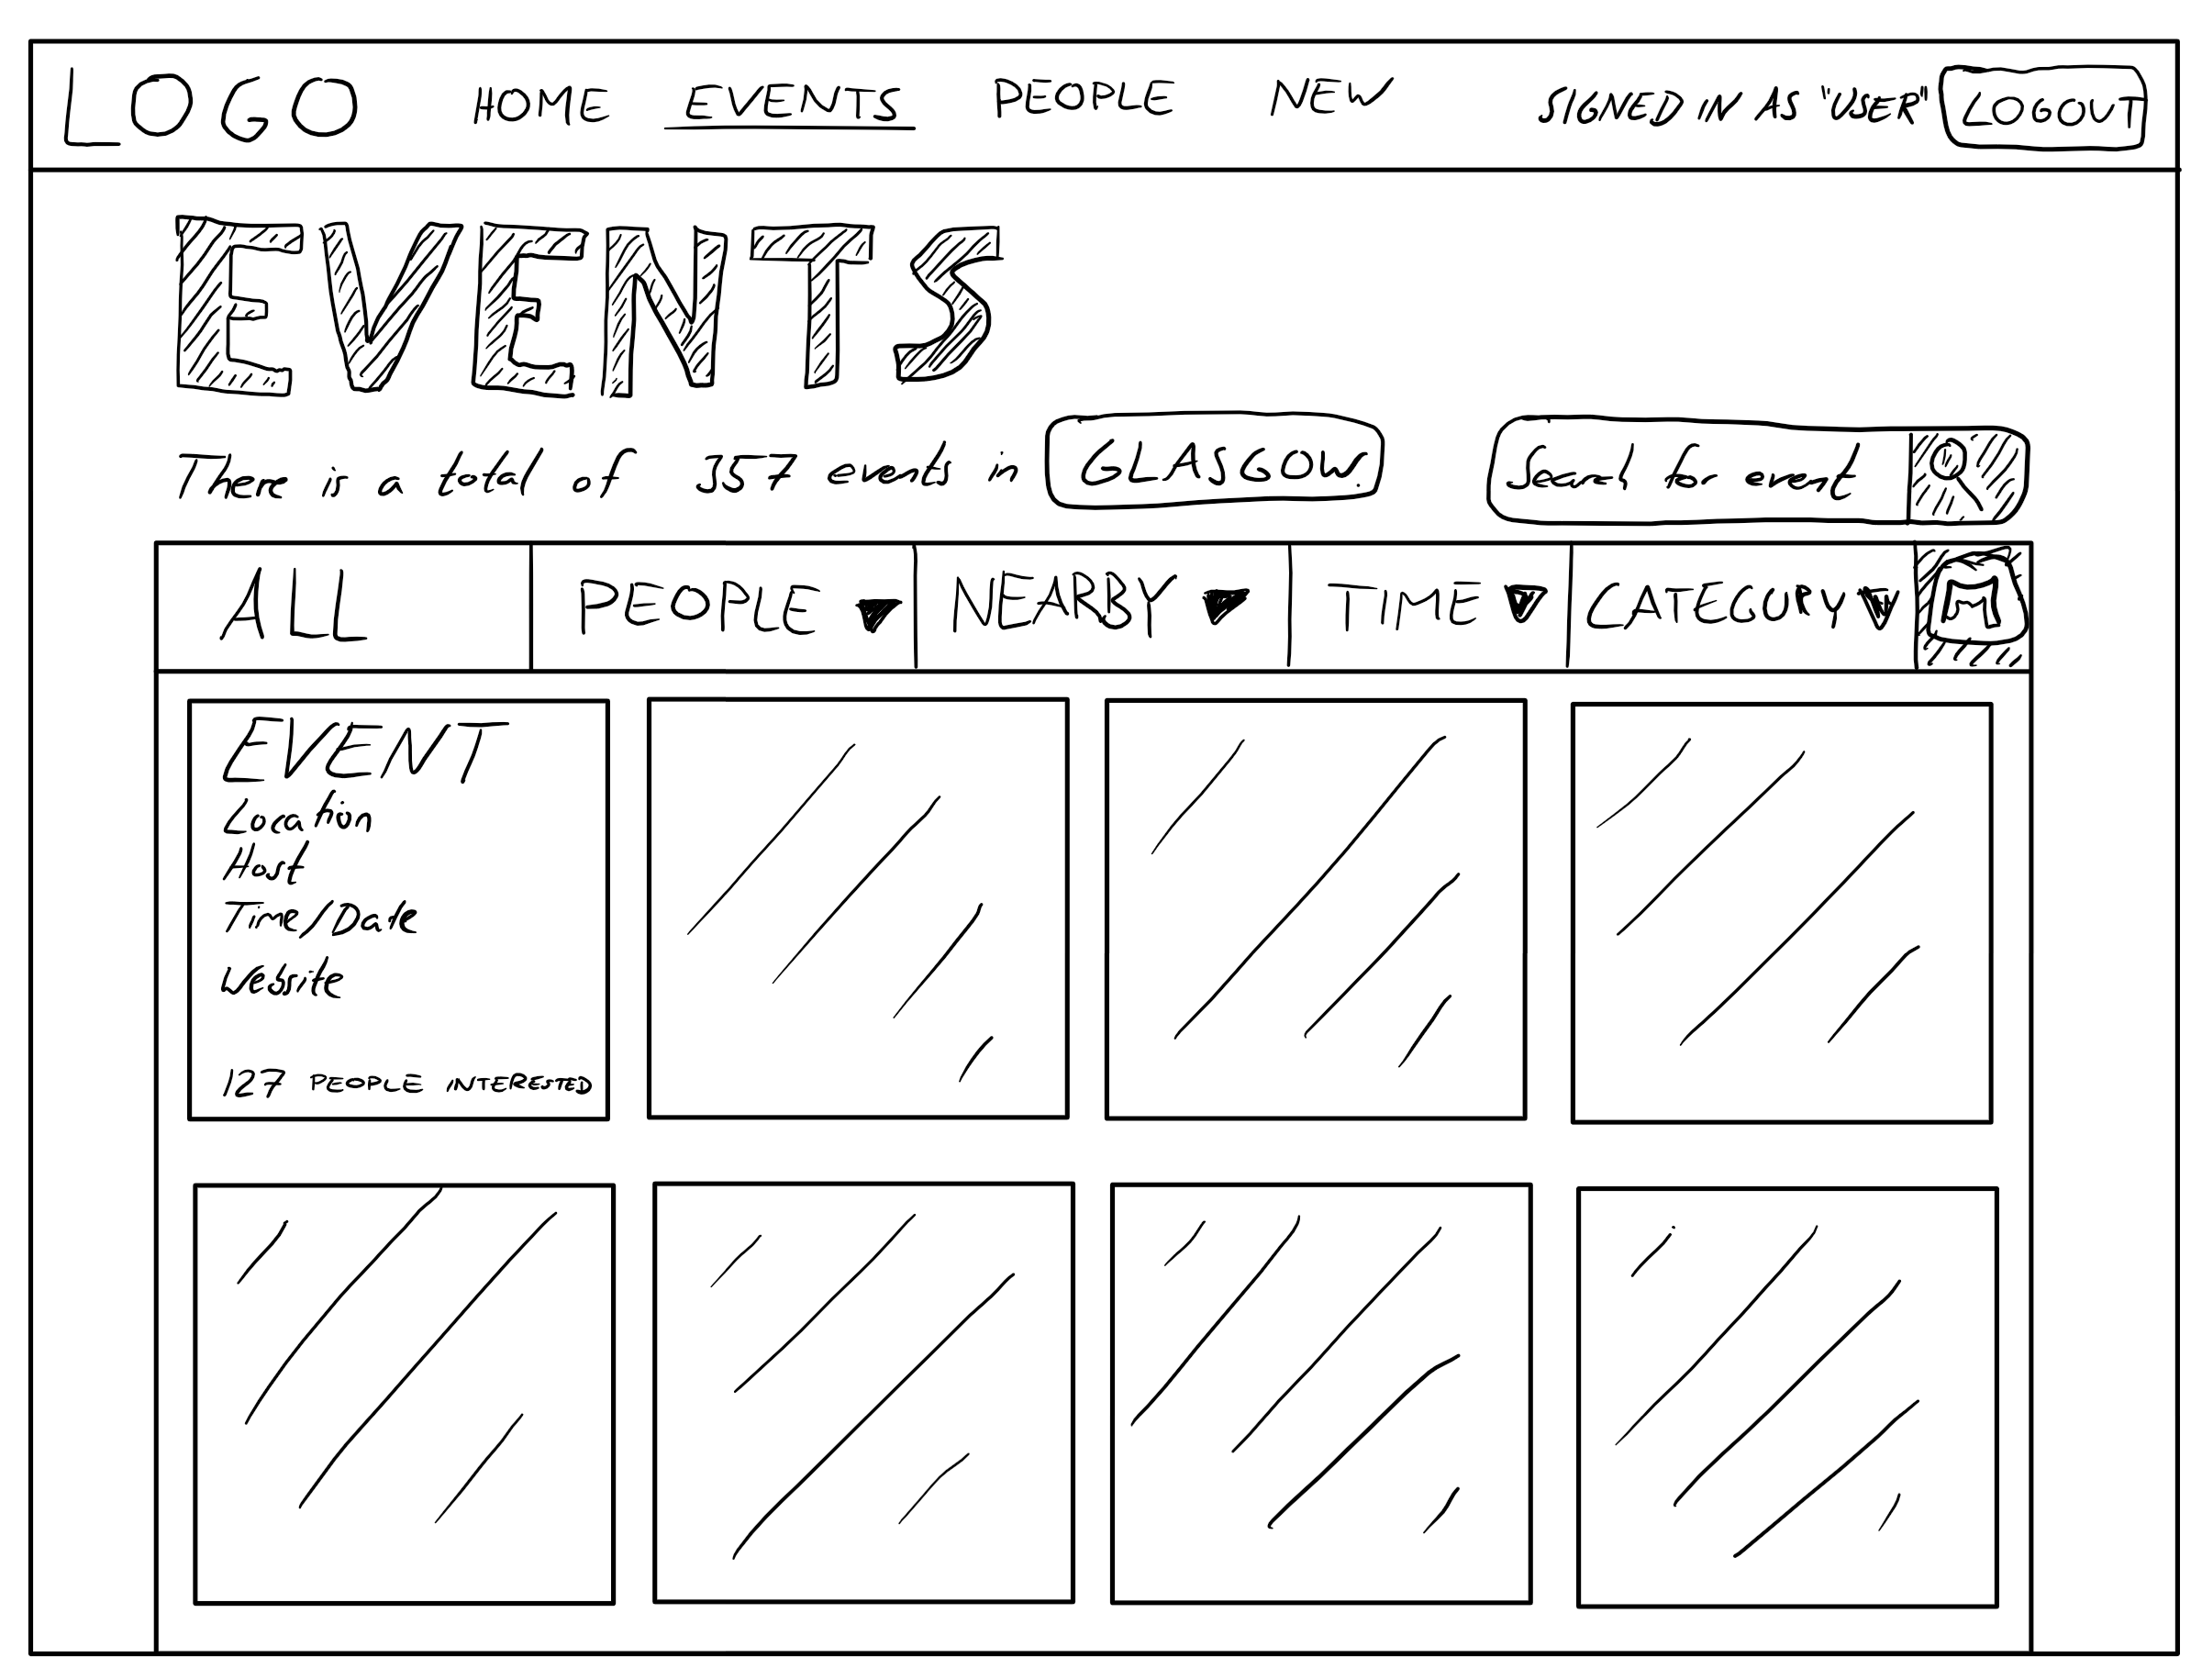 LOGO HOME EVENTS PEOPLE NEW SIGNED IN AS "USER" LOGOUT
EVENTS
There is a total of 357 events in GLASGOW. Search for event
ALL PEOPLE NEARBY TIME CATEGORY M
EVENT
Location
Host
Time/Date
Website
127 PEOPLE INTERESTED